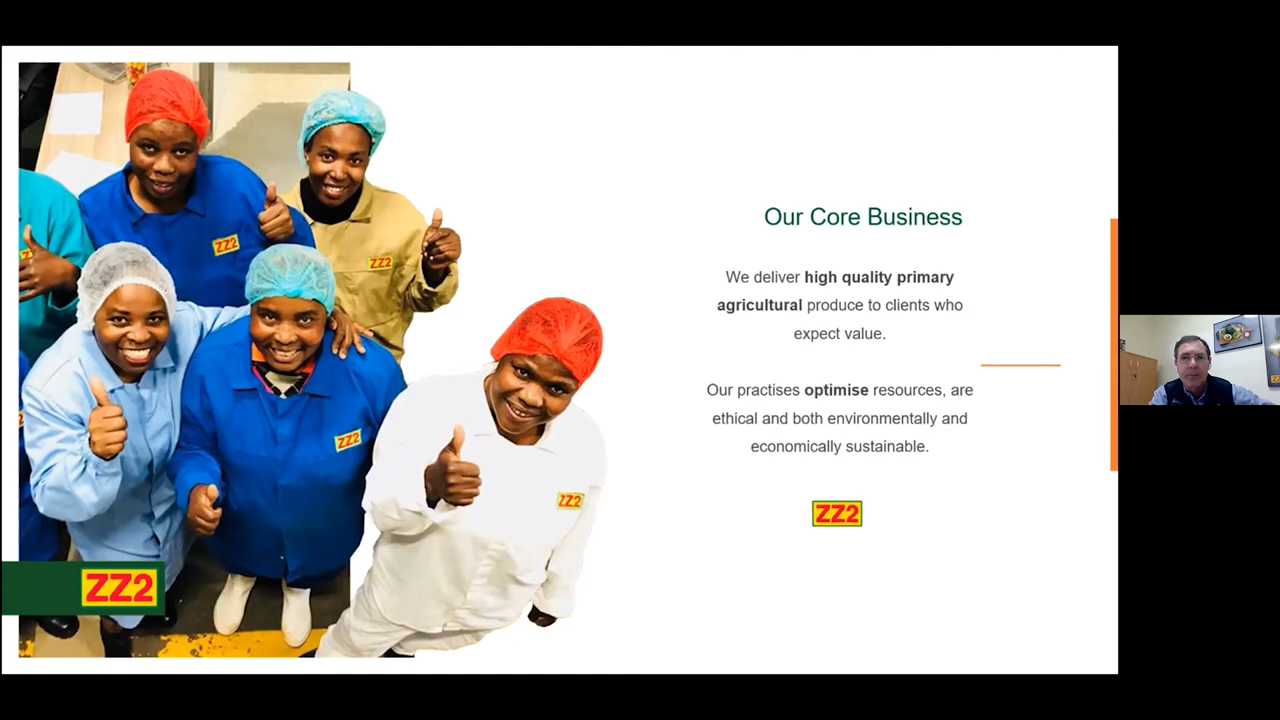 Our Core Business
We deliver high quality primary
agricultural produce to clients who
expect value.
Our practises optimise resources, are
ethical and both environmentally and
economically sustainable.
ZZ2
ZZ2
ZZ2
ZZ2
ZZ2
ZZ2